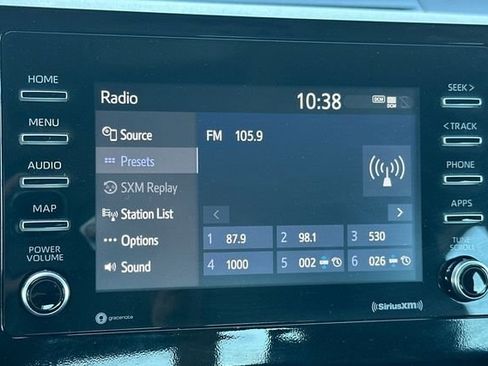 HOME
MENU
AUDIO
MAP
POWER
VOLUME
Radio 10:38 DCM
Source
Presets
SXM Replay
Station List
Options
Sound
FM 105.9
< >
1 87.9 2 98.1 3 530
4 1000 5 002 6 026
SEEK >
< TRACK
PHONE
APPS
TUNE
SCROLL
gracenote
((SiriusXM))